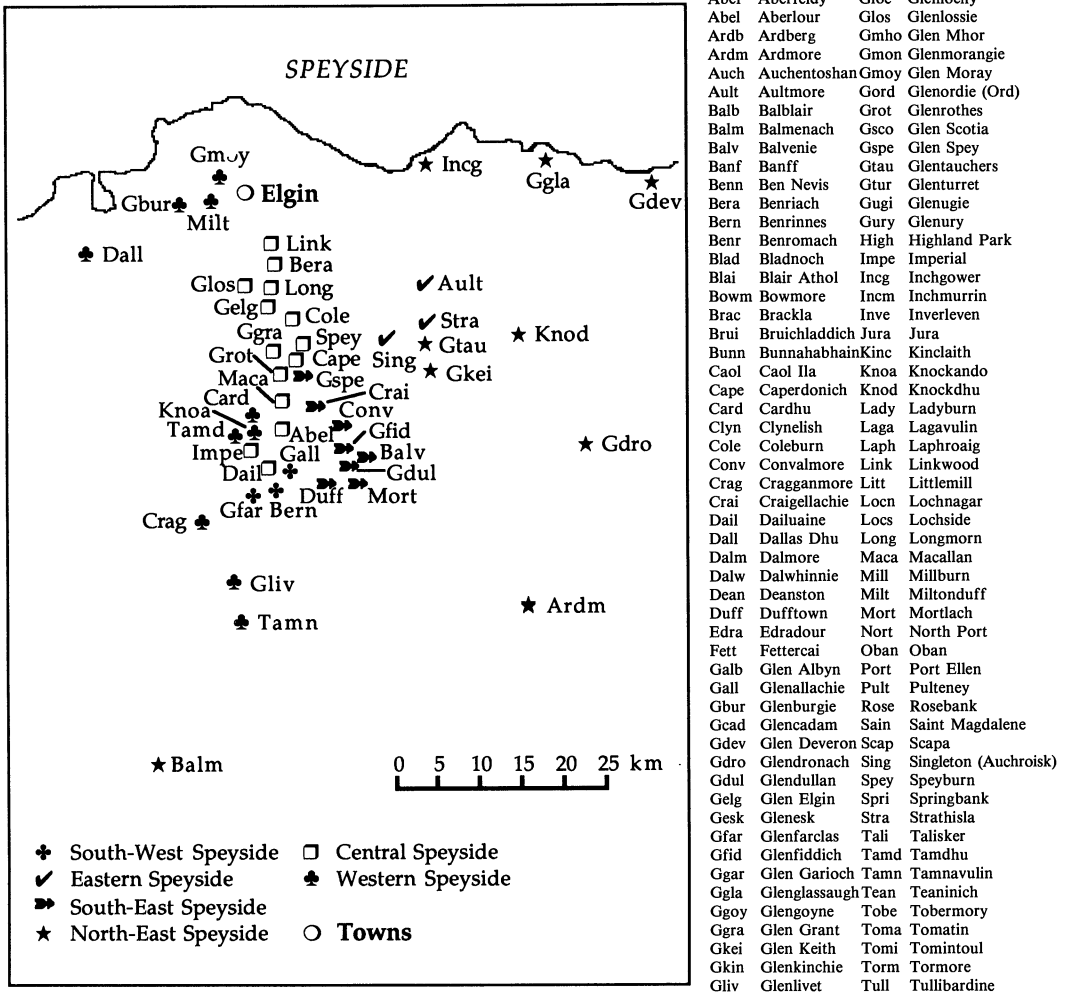 SPEYSIDE
Incg
Ggla
Gdev
Gmoy
Gbur
Milt
Elgin
Dall
Link
Bera
Glos
Long
Gelg
Cole
Ggra
Spey
Grot
Cape
Maca
Gspe
Ault
Stra
Sing
Gtau
Gkei
Knod
Card
Crai
Knoa
Conv
Tamd
Abel
Gfid
Impe
Gall
Balv
Dail
Gdul
Duff
Mort
Gfar
Bern
Crag
Gdro
Gliv
Tamn
Ardm
Balm
0 5 10 15 20 25 km
South-West Speyside
Central Speyside
Eastern Speyside
Western Speyside
South-East Speyside
North-East Speyside
Towns
Abel Aberlour Glos Glenlossie
Ardb Ardberg Gmho Glen Mhor
Ardm Ardmore Gmon Glenmorangie
Auch Auchentoshan Gmoy Glen Moray
Ault Aultmore Gord Glenordie (Ord)
Balb Balblair Grot Glenrothes
Balm Balmenach Gsco Glen Scotia
Balv Balvenie Gspe Glen Spey
Banf Banff Gtau Glentauchers
Benn Ben Nevis Gtur Glenturret
Bera Benriach Gugi Glenugie
Bern Benrinnes Gury Glenury
Benr Benromach High Highland Park
Blad Bladnoch Impe Imperial
Blai Blair Athol Incg Inchgower
Bowm Bowmore Incm Inchmurrin
Brac Brackla Inve Inverleven
Brui Bruichladdich Jura Jura
Bunn Bunnahabhain Kinc Kinclaith
Caol Caol Ila Knoa Knockando
Cape Caperdonich Knod Knockdhu
Card Cardhu Lady Ladyburn
Clyn Clynelish Laga Lagavulin
Cole Coleburn Laph Laphroaig
Conv Convalmore Link Linkwood
Crag Cragganmore Litt Littlemill
Crai Craigellachie Locn Lochnagar
Dail Dailuaine Locs Lochside
Dall Dallas Dhu Long Longmorn
Dalm Dalmore Maca Macallan
Dalw Dalwhinnie Mill Millburn
Dean Deanston Milt Miltonduff
Duff Dufftown Mort Mortlach
Edra Edradour Nort North Port
Fett Fettercai Oban Oban
Galb Glen Albyn Port Port Ellen
Gall Glenallachie Pult Pulteney
Gbur Glenburgie Rose Rosebank
Gcad Glencadam Sain Saint Magdalene
Gdev Glen Deveron Scap Scapa
Gdro Glendronach Sing Singleton (Auchroisk)
Gdul Glendullan Spey Speyburn
Gelg Glen Elgin Spri Springbank
Gesk Glenesk Stra Strathisla
Gfar Glenfarclas Tali Talisker
Gfid Glenfiddich Tamd Tamdhu
Ggar Glen Garioch Tamn Tamnavulin
Ggla Glenglassaugh Tean Teaninich
Ggoy Glengoyne Tobe Tobermory
Ggra Glen Grant Toma Tomatin
Gkei Glen Keith Tomi Tomintoul
Gkin Glenkinchie Torm Tormore
Gliv Glenlivet Tull Tullibardine